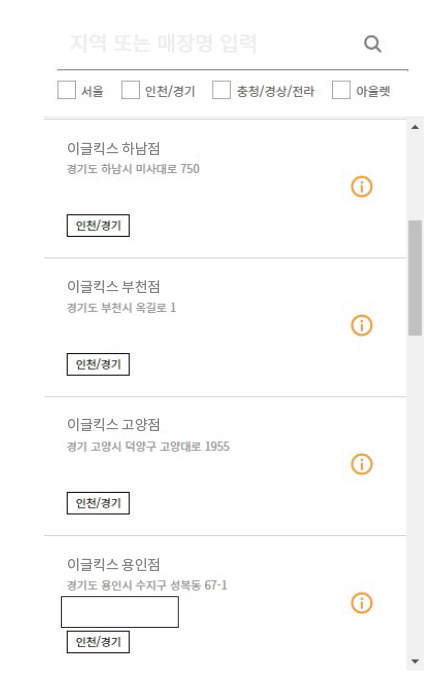 지역 또는 매장명 입력
서울 인천/경기 충청/경상/전라 아울렛
이글킥스 하남점
경기도 하남시 미사대로 750
인천/경기
이글킥스 부천점
경기도 부천시 옥길로 1
인천/경기
이글킥스 고양점
경기 고양시 덕양구 고양대로 1955
인천/경기
이글킥스 용인점
경기도 용인시 수지구 성복동 67-1
인천/경기